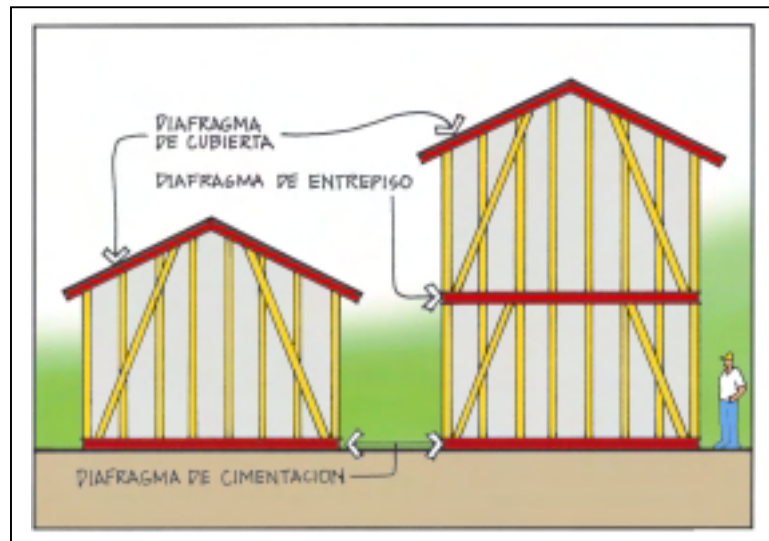 DIAFRAGMA
DE CUBIERTA
DIAFRAGMA DE ENTREPISO
DIAFRAGMA DE CIMENTACION